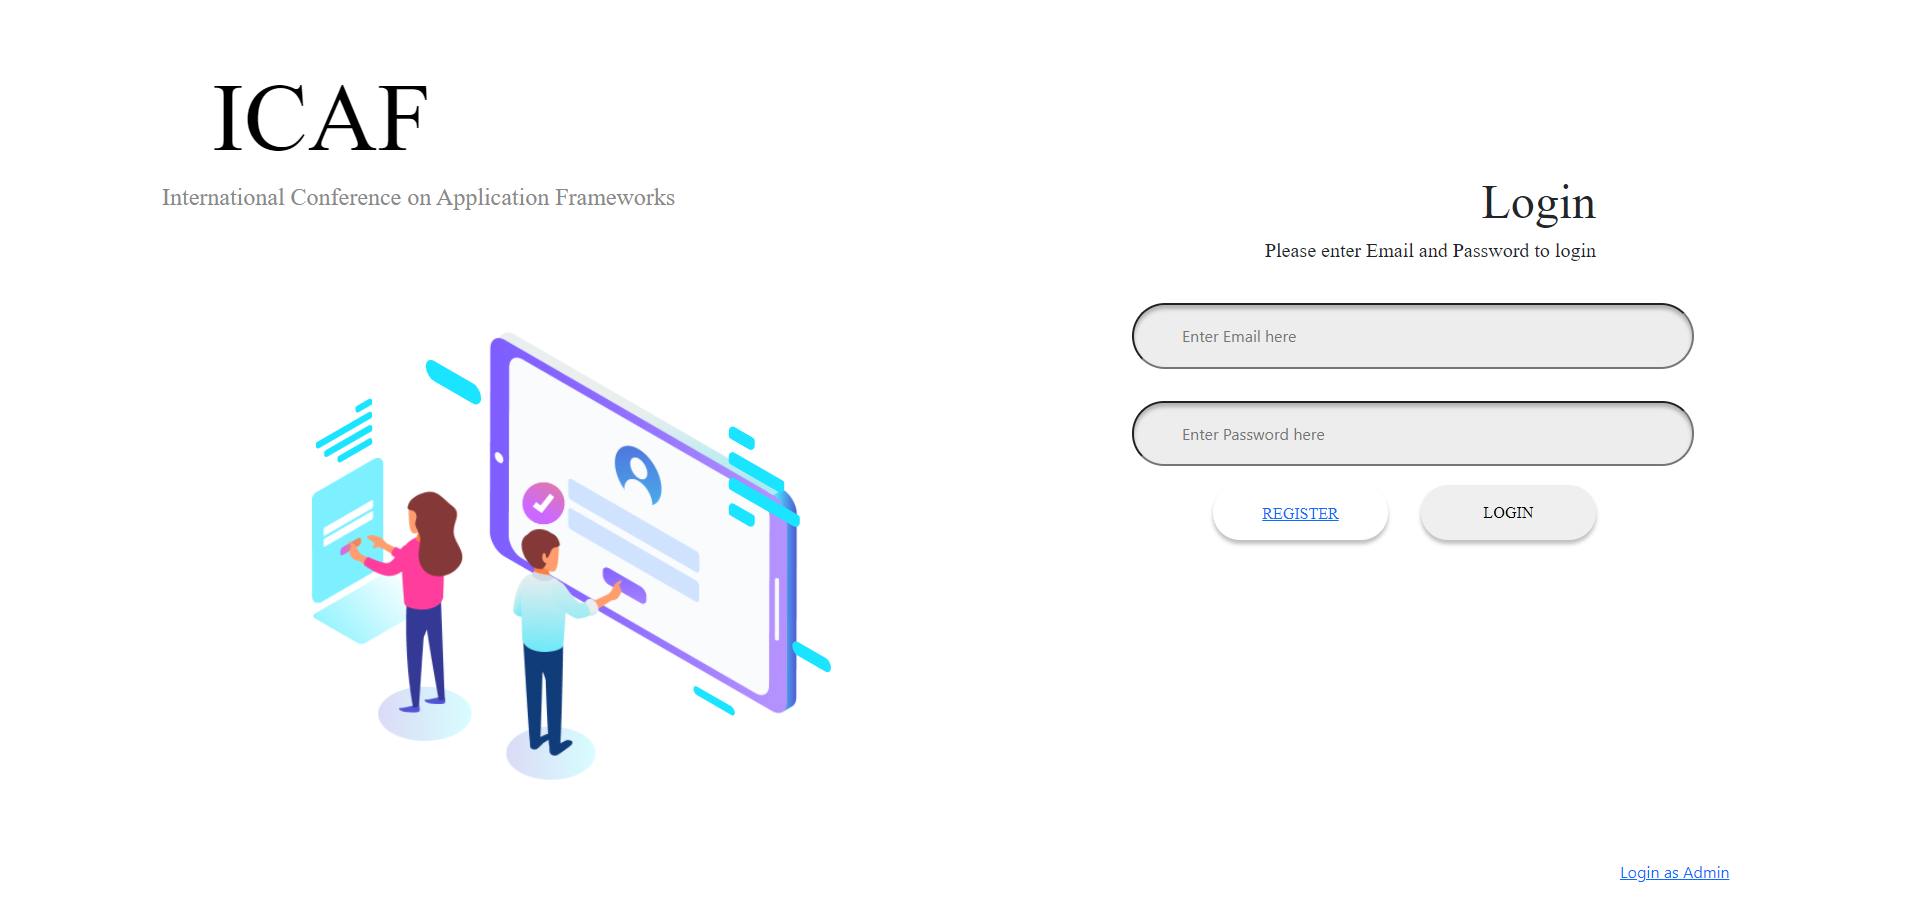 ICAF
International Conference on Application Frameworks
Login
Please enter Email and Password to login
Enter Email here
Enter Password here
REGISTER
LOGIN
Login as Admin